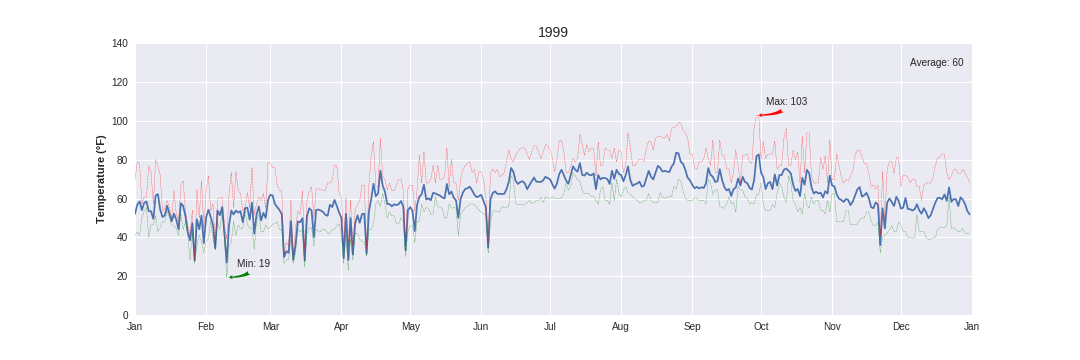 1999
140
Average: 60
120
Max: 103
100
80
60
40
Min: 19
20
0
Temperature (°F)
Jan Feb Mar Apr May Jun Jul Aug Sep Oct Nov Dec Jan